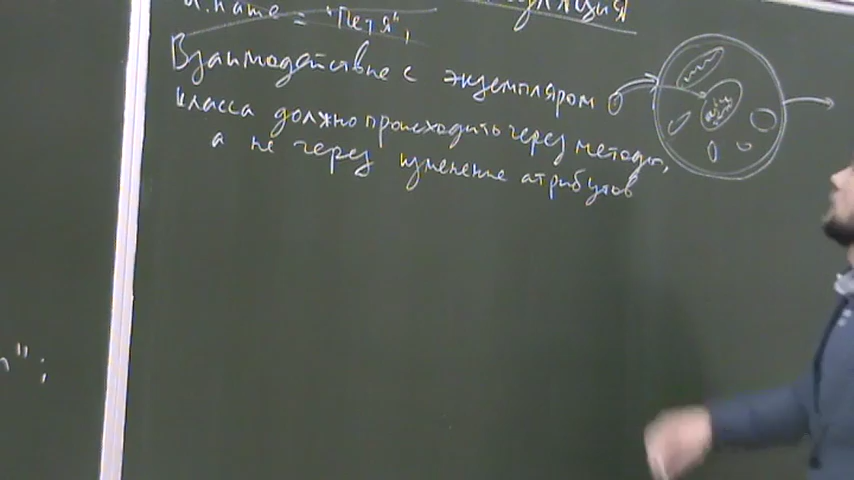 .name = "Петя",
Взаимодействие с экземпляром
класса должно происходить через методы,
а не через изменение атрибутов
";